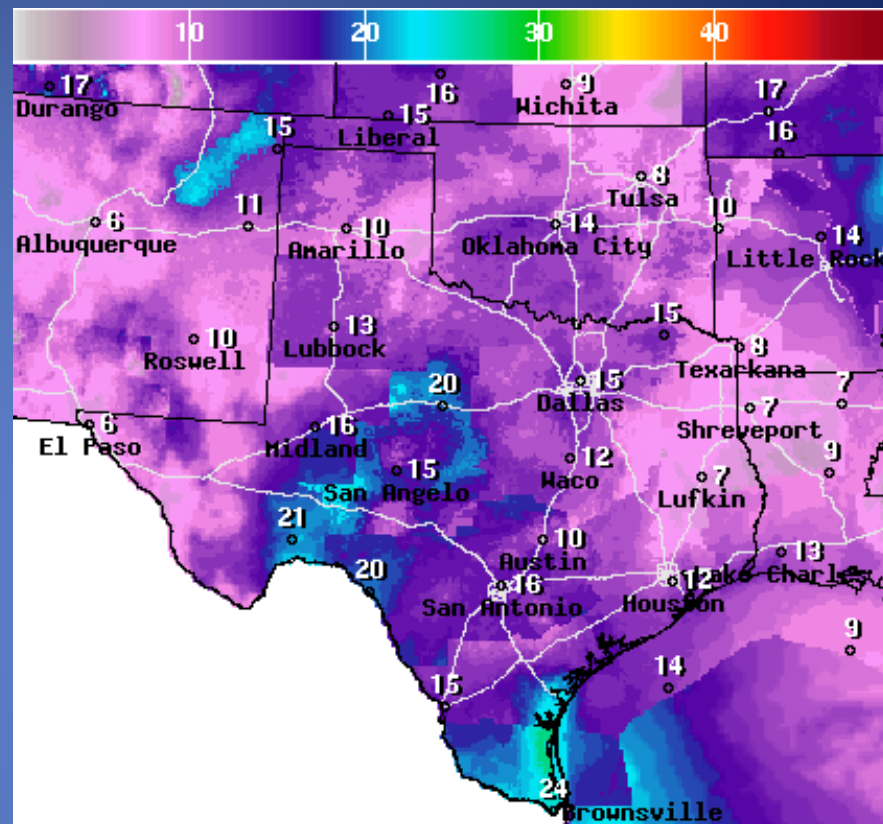 10 20 30 40
17 16 9 17
Durango Wichita
15 15 16
Liberal
8
Tulsa
6 11 10 14 10 14
Albuquerque Amarillo Oklahoma City Little Rock
10 13 15
Roswell Lubbock
8
Texarkana
20 15 7 7
Dallas Shreveport
6 16
El Paso Midland
15 12 7 9
San Angelo Waco Lufkin
21 10 13
Austin Lake Charles
20 16 12
San Antonio Houston
9
15 14
24
Brownsville